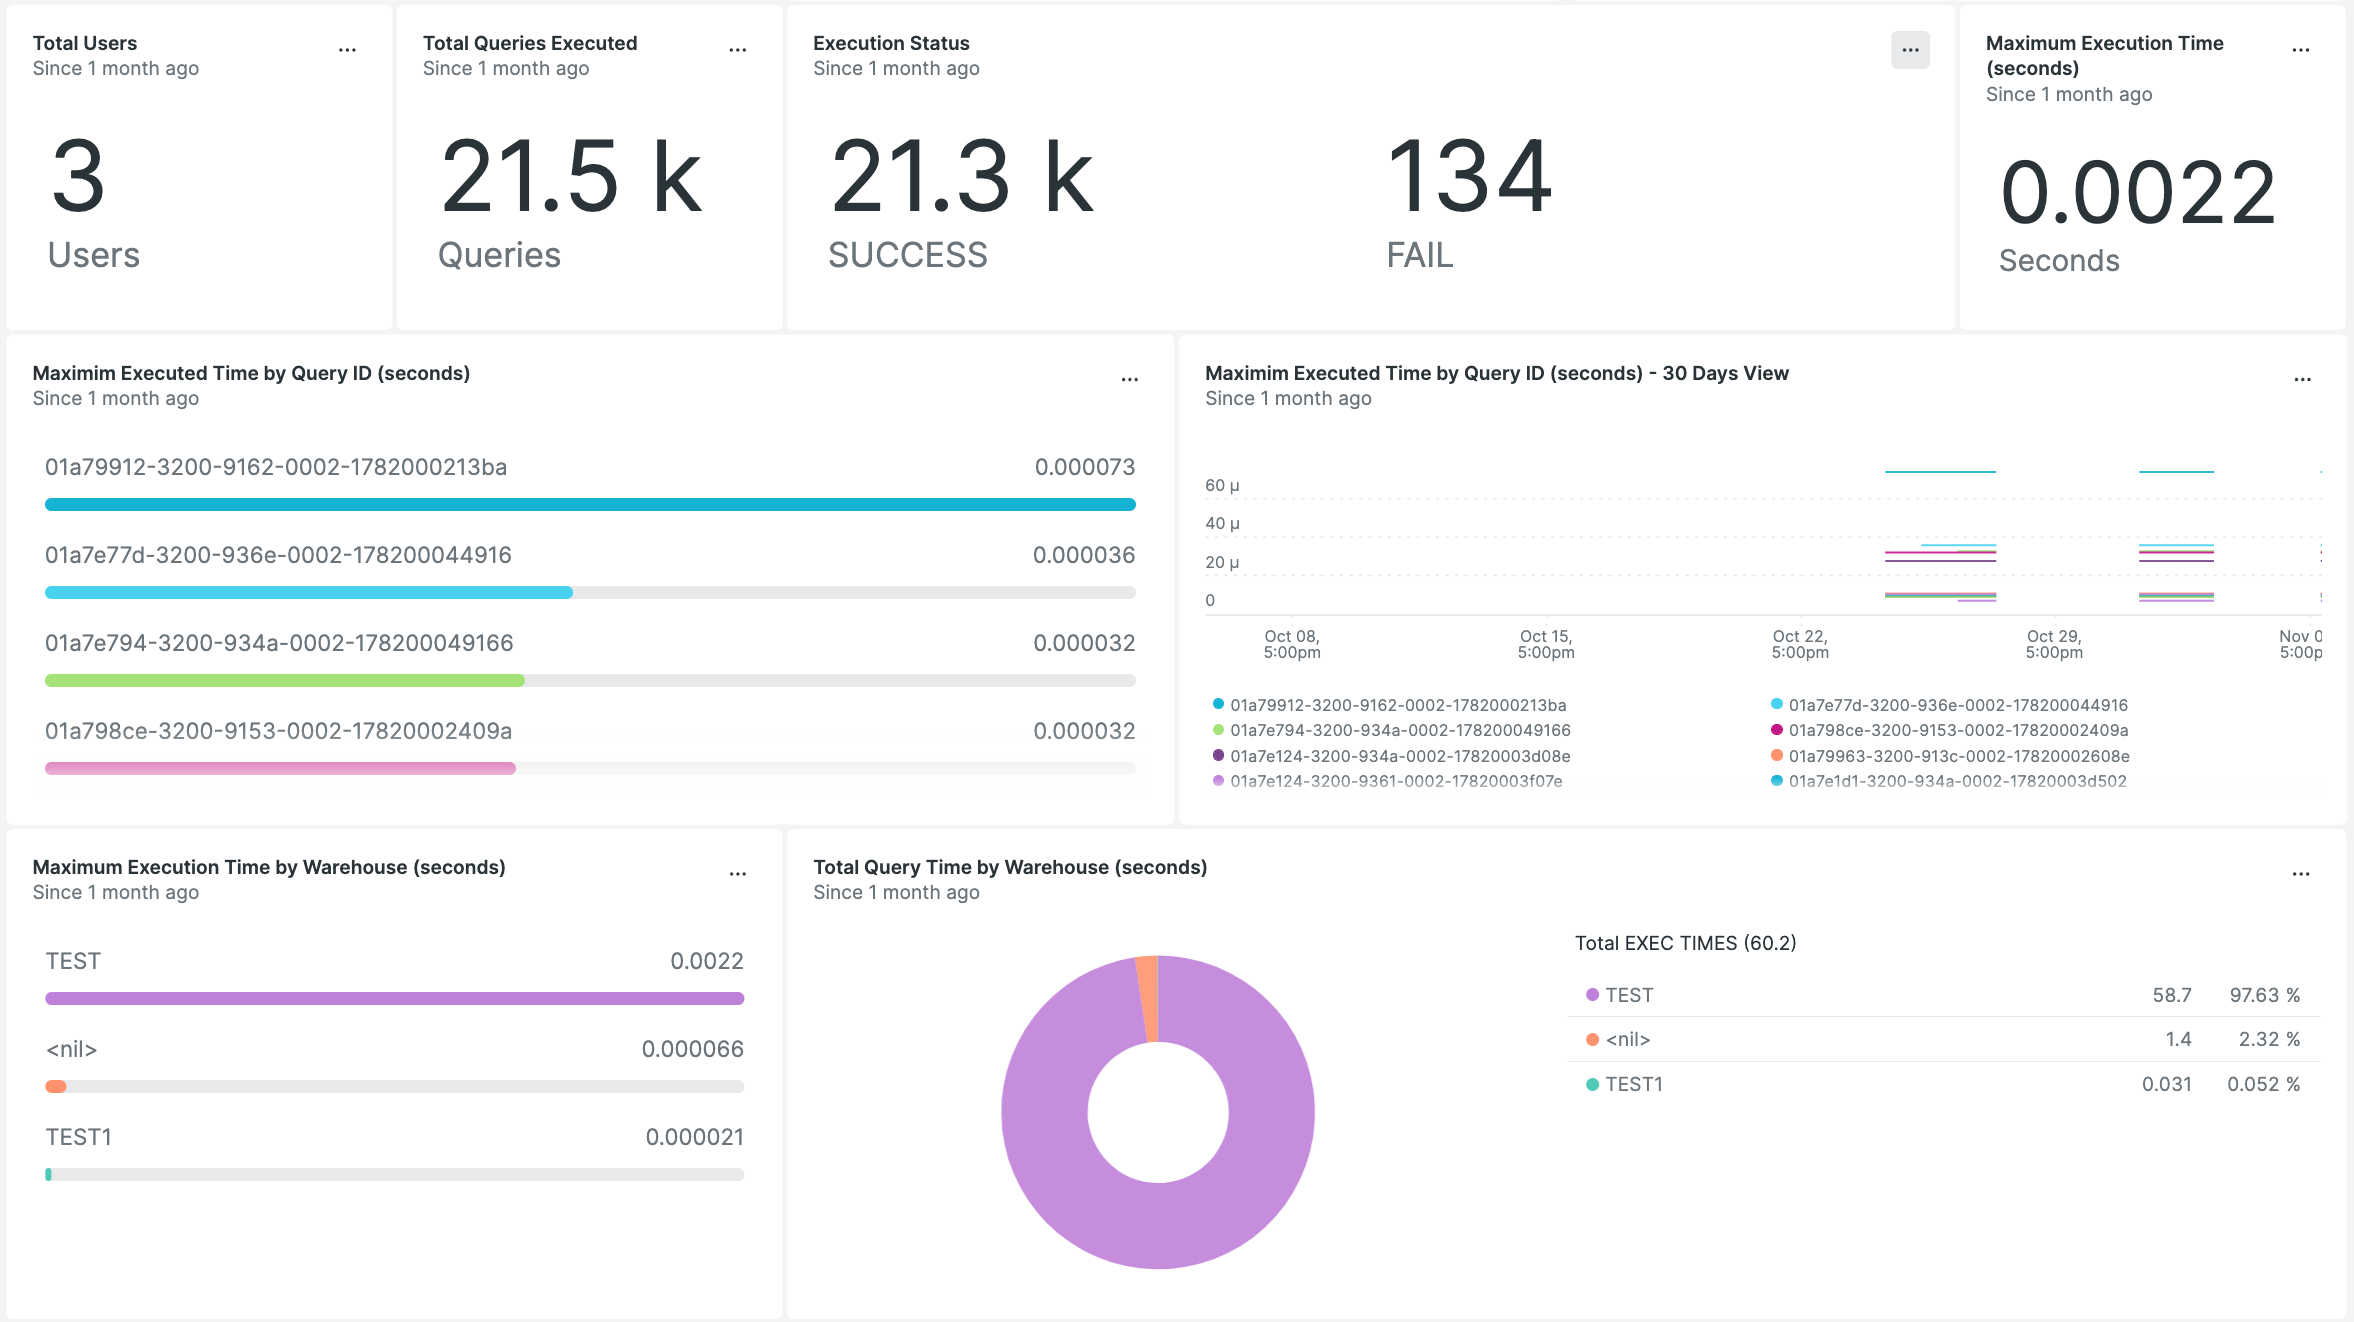 Total Users
Since 1 month ago
3
Users
Total Queries Executed
Since 1 month ago
21.5 k
Queries
Execution Status
Since 1 month ago
21.3 k
SUCCESS
134
FAIL
Maximum Execution Time
(seconds)
Since 1 month ago
0.0022
Seconds
Maximim Executed Time by Query ID (seconds)
Since 1 month ago
01a79912-3200-9162-0002-1782000213ba 0.000073
01a7e77d-3200-936e-0002-178200044916 0.000036
01a7e794-3200-934a-0002-178200049166 0.000032
01a798ce-3200-9153-0002-17820002409a 0.000032
Maximim Executed Time by Query ID (seconds) - 30 Days View
Since 1 month ago
60 µ
40 µ
20 µ
0
Oct 08, 5:00pm
Oct 15, 5:00pm
Oct 22, 5:00pm
Oct 29, 5:00pm
Nov 0 5:00p
01a79912-3200-9162-0002-1782000213ba
01a7e77d-3200-936e-0002-178200044916
01a7e794-3200-934a-0002-178200049166
01a798ce-3200-9153-0002-17820002409a
01a7e124-3200-934a-0002-17820003d08e
01a79963-3200-913c-0002-17820002608e
01a7e124-3200-9361-0002-17820003f07e
01a7e1d1-3200-934a-0002-17820003d502
Maximum Execution Time by Warehouse (seconds)
Since 1 month ago
TEST 0.0022
<nil> 0.000066
TEST1 0.000021
Total Query Time by Warehouse (seconds)
Since 1 month ago
Total EXEC TIMES (60.2)
TEST 58.7 97.63 %
<nil> 1.4 2.32 %
TEST1 0.031 0.052 %